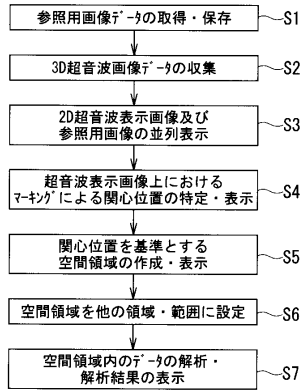 参照用画像ﾃﾞｰﾀの取得・保存
S1
3D超音波画像ﾃﾞｰﾀの収集
S2
2D超音波表示画像及び
参照用画像の並列表示
S3
超音波表示画像上における
ﾏｰｷﾝｸﾞによる関心位置の特定・表示
S4
関心位置を基準とする
空間領域の作成・表示
S5
空間領域を他の領域・範囲に設定
S6
空間領域内のﾃﾞｰﾀの解析・
解析結果の表示
S7